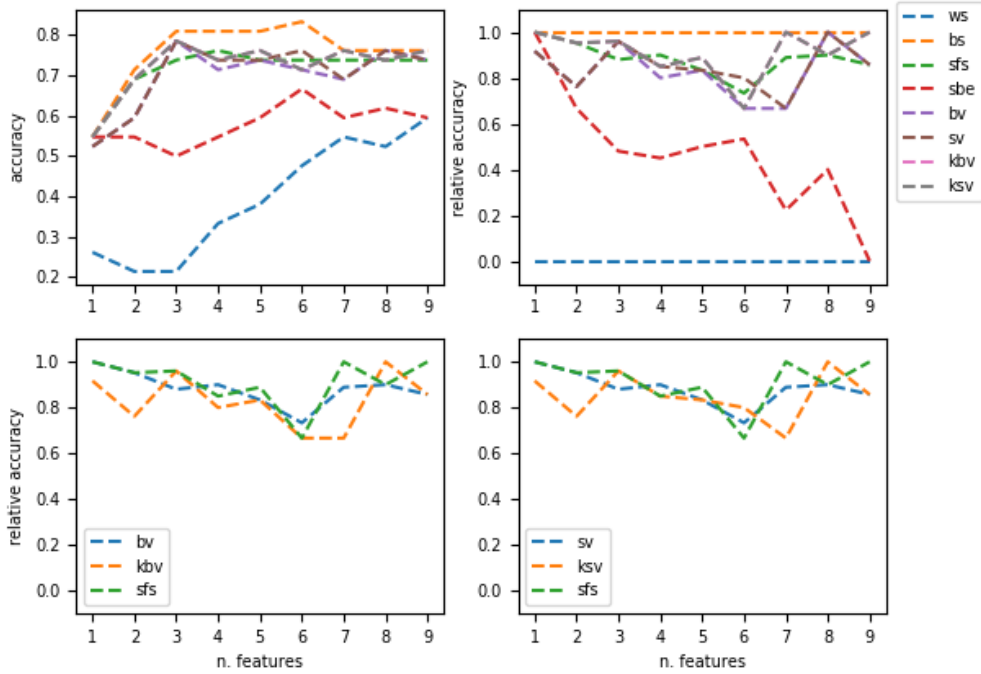 accuracy
0.8
0.7
0.6
0.5
0.4
0.3
0.2
1 2 3 4 5 6 7 8 9
relative accuracy
1.0
0.8
0.6
0.4
0.2
0.0
1 2 3 4 5 6 7 8 9
ws
bs
sfs
sbe
bv
sv
kbv
ksv
relative accuracy
1.0
0.8
0.6
0.4
0.2
0.0
bv
kbv
sfs
1 2 3 4 5 6 7 8 9
n. features
1.0
0.8
0.6
0.4
0.2
0.0
sv
ksv
sfs
1 2 3 4 5 6 7 8 9
n. features